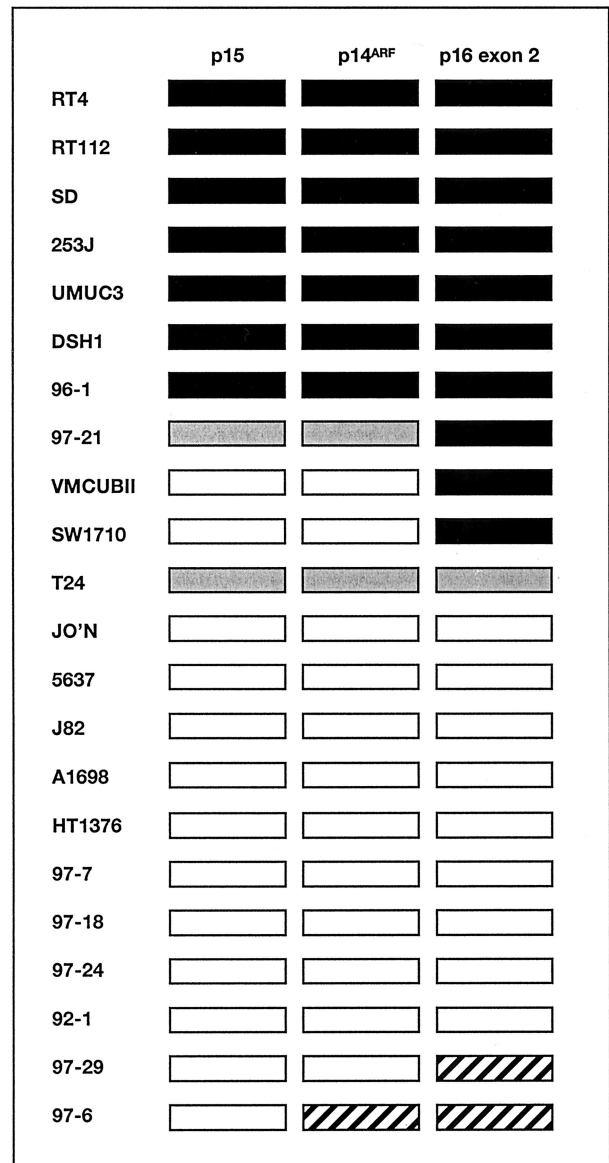 p15 p14ARF p16 exon 2
RT4
RT112
SD
253J
UMUC3
DSH1
96-1
97-21
VMCUBII
SW1710
T24
JO’N
5637
J82
A1698
HT1376
97-7
97-18
97-24
92-1
97-29
97-6